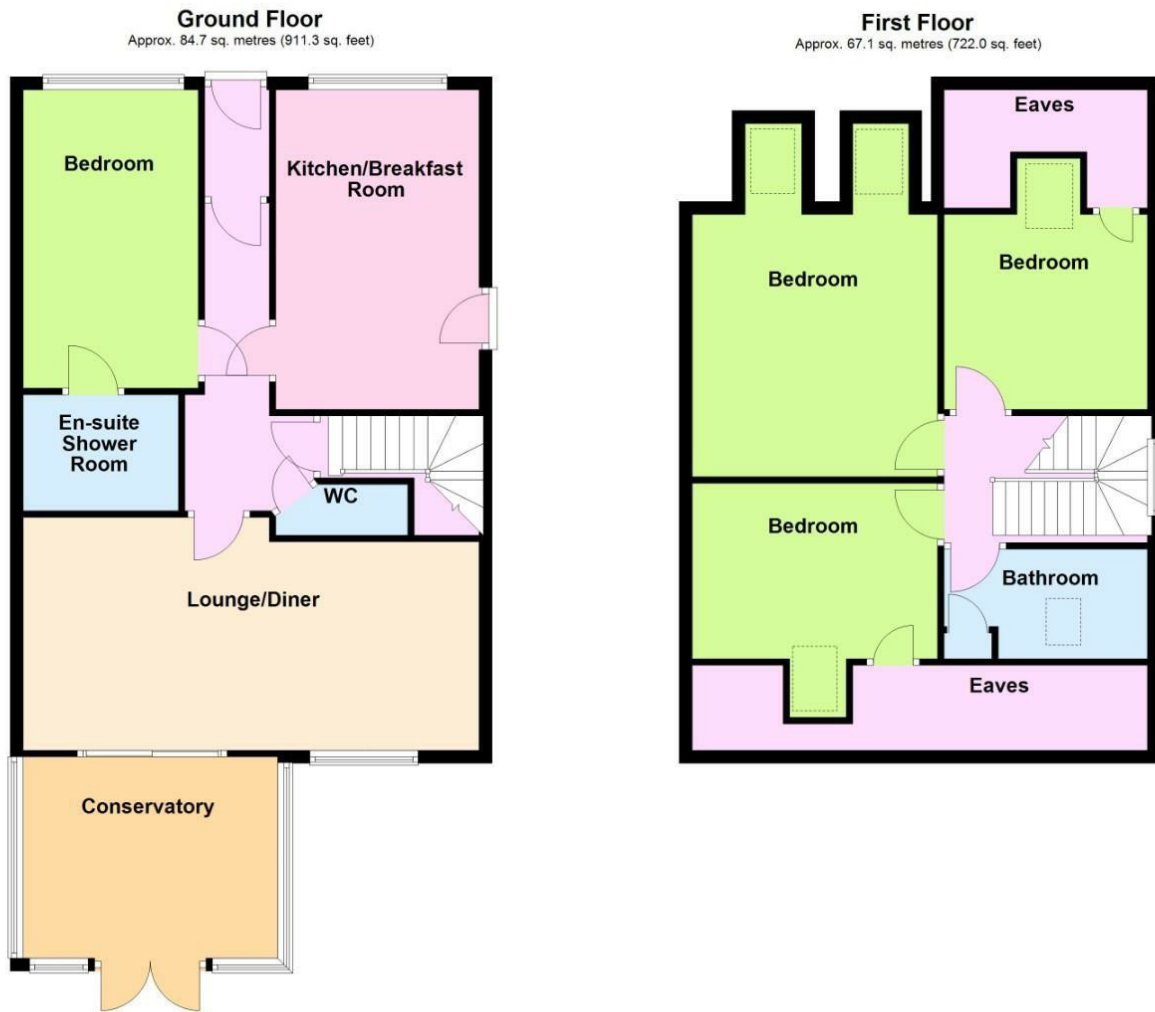 Ground Floor
Approx. 84.7 sq. metres (911.3 sq. feet)
Bedroom
Kitchen/Breakfast
Room
En-suite
Shower
Room
WC
Lounge/Diner
Conservatory
First Floor
Approx. 67.1 sq. metres (722.0 sq. feet)
Eaves
Bedroom
Bedroom
Bedroom
Bathroom
Eaves